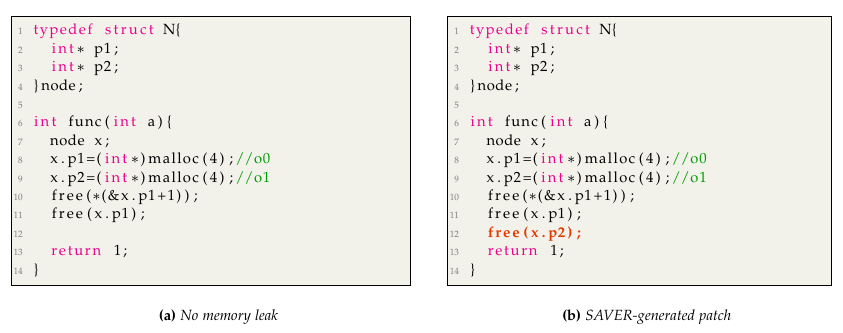 1 typedef struct N{
2 int* p1;
3 int* p2;
4 }node;
5
6 int func(int a){
7 node x;
8 x.p1=(int*)malloc(4);//o0
9 x.p2=(int*)malloc(4);//o1
10 free(*(&x.p1+1));
11 free(x.p1);
12
13 return 1;
14 }
(a) No memory leak
1 typedef struct N{
2 int* p1;
3 int* p2;
4 }node;
5
6 int func(int a){
7 node x;
8 x.p1=(int*)malloc(4);//o0
9 x.p2=(int*)malloc(4);//o1
10 free(*(&x.p1+1));
11 free(x.p1);
12 free(x.p2);
13 return 1;
14 }
(b) SAVER-generated patch